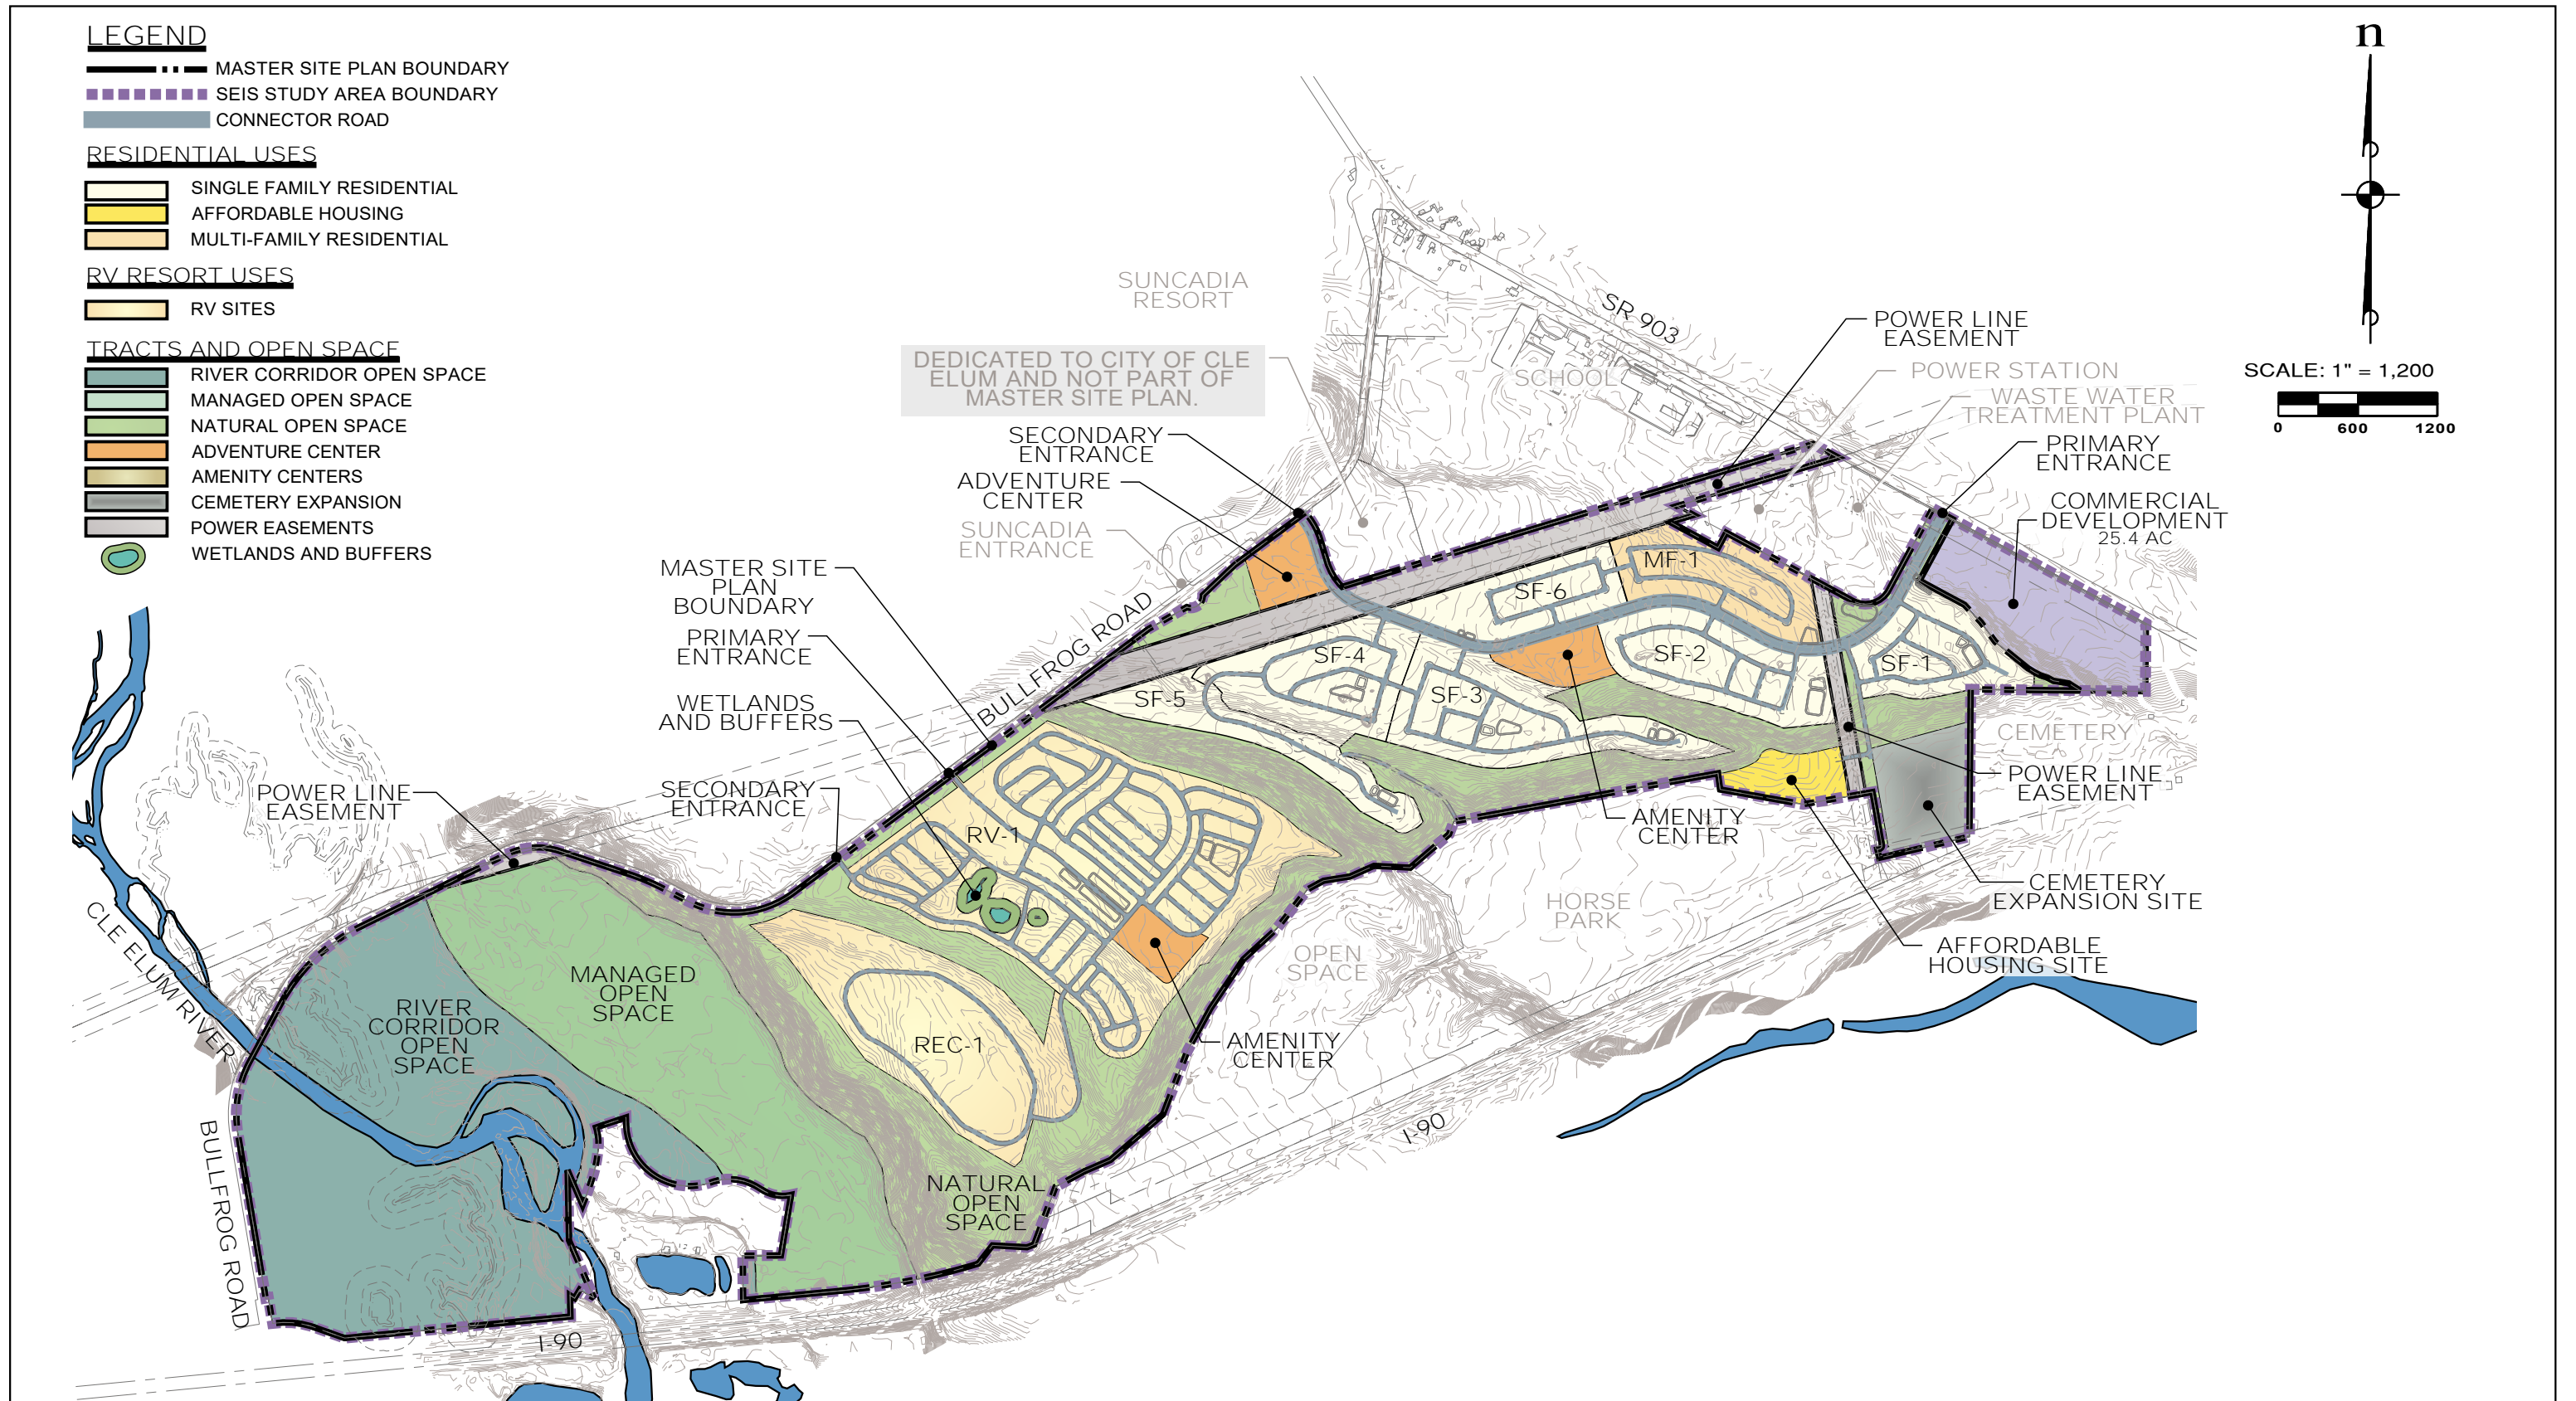 LEGEND
MASTER SITE PLAN BOUNDARY
SEIS STUDY AREA BOUNDARY
CONNECTOR ROAD
RESIDENTIAL USES
SINGLE FAMILY RESIDENTIAL
AFFORDABLE HOUSING
MULTI-FAMILY RESIDENTIAL
RV RESORT USES
RV SITES
TRACTS AND OPEN SPACE
RIVER CORRIDOR OPEN SPACE
MANAGED OPEN SPACE
NATURAL OPEN SPACE
ADVENTURE CENTER
AMENITY CENTERS
CEMETERY EXPANSION
POWER EASEMENTS
WETLANDS AND BUFFERS
n
SCALE: 1" = 1,200
0 600 1200
SUNCADIA
RESORT
SR 903
SCHOOL
POWER LINE
EASEMENT
POWER STATION
WASTE WATER
TREATMENT PLANT
PRIMARY
ENTRANCE
COMMERCIAL
DEVELOPMENT
25.4 AC
DEDICATED TO CITY OF CLE
ELUM AND NOT PART OF
MASTER SITE PLAN.
SECONDARY
ENTRANCE
ADVENTURE
CENTER
SUNCADIA
ENTRANCE
MASTER SITE
PLAN
BOUNDARY
PRIMARY
ENTRANCE
WETLANDS
AND BUFFERS
SECONDARY
ENTRANCE
POWER LINE
EASEMENT
BULLFROG ROAD
MF-1
SF-6
SF-4
SF-2
SF-1
SF-5
SF-3
CEMETERY
POWER LINE
EASEMENT
AMENITY
CENTER
CEMETERY
EXPANSION SITE
AFFORDABLE
HOUSING SITE
HORSE
PARK
OPEN
SPACE
RV-1
REC-1
AMENITY
CENTER
MANAGED
OPEN
SPACE
RIVER
CORRIDOR
OPEN
SPACE
NATURAL
OPEN
SPACE
CLE ELUM RIVER
BULLFROG ROAD
I-90
I-90